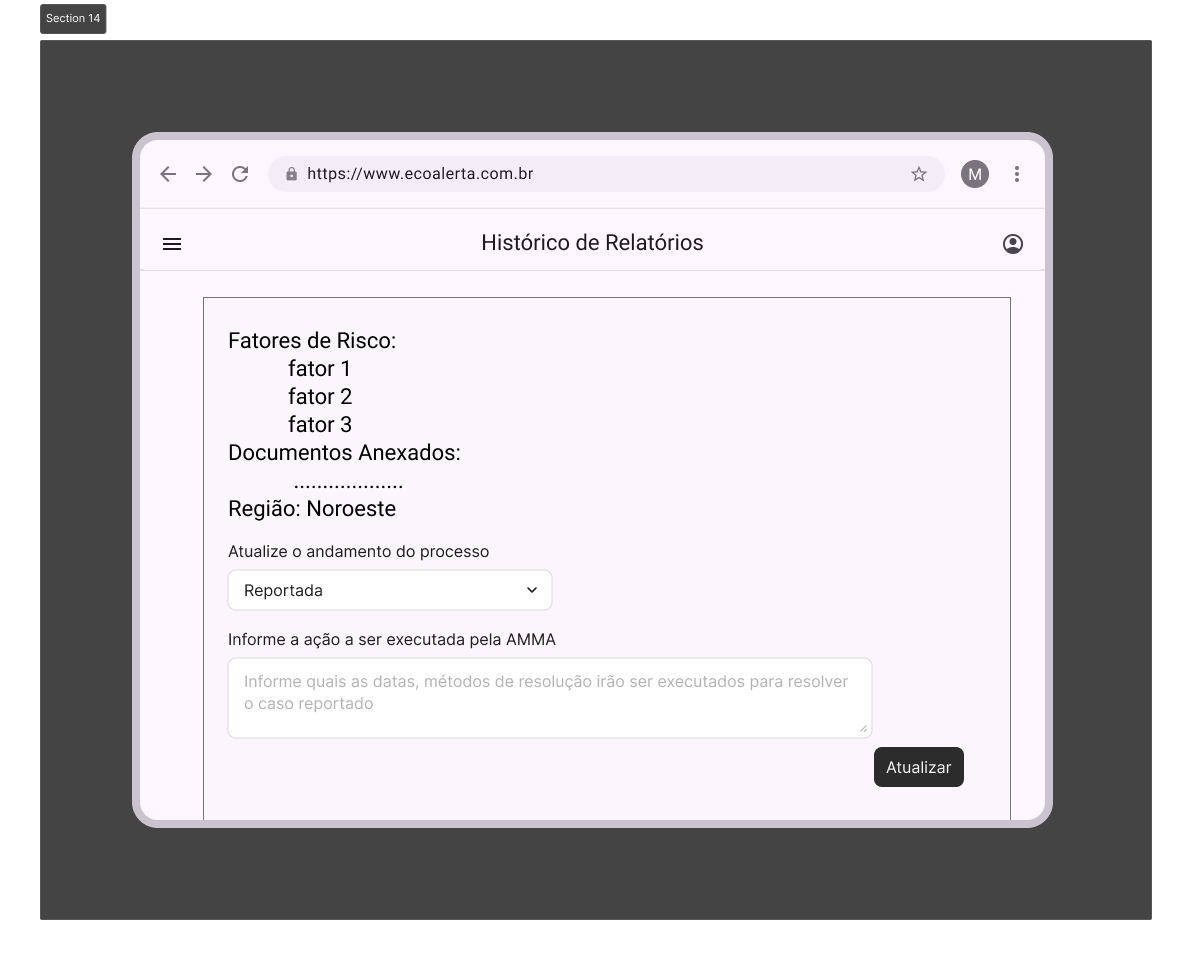 Section 14
https://www.ecoalerta.com.br
M
Histórico de Relatórios
Fatores de Risco:
fator 1
fator 2
fator 3
Documentos Anexados:
...................
Região: Noroeste
Atualize o andamento do processo
Reportada
Informe a ação a ser executada pela AMMA
Informe quais as datas, métodos de resolução irão ser executados para resolver
o caso reportado
Atualizar